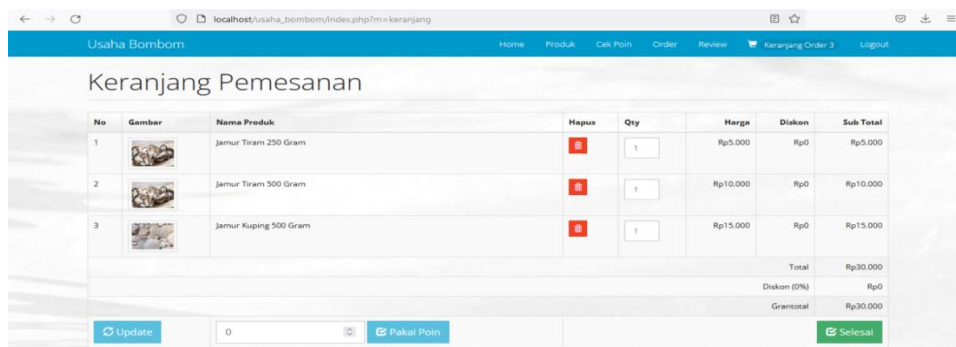 localhost/usaha_bombom/index.php?m=keranjang
Usaha Bombom Home Produk Cek Poin Order Review Keranjang Order 3 Logout
Keranjang Pemesanan
No Gambar Nama Produk Hapus Qty Harga Diskon Sub Total
1 Jamur Tiram 250 Gram 1 Rp5.000 Rp0 Rp5.000
2 Jamur Tiram 500 Gram 1 Rp10.000 Rp0 Rp10.000
3 Jamur Kuping 500 Gram 1 Rp15.000 Rp0 Rp15.000
Total Rp30.000
Diskon (0%) Rp0
Grantotal Rp30.000
Update 0 Pakai Poin Selesai